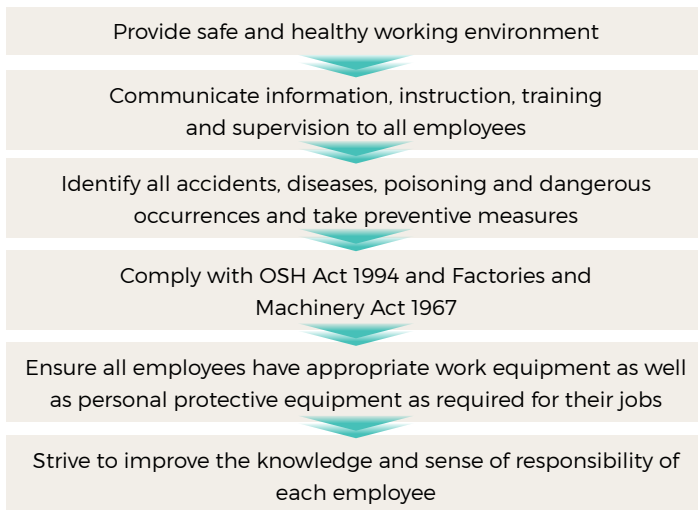 Provide safe and healthy working environment
Communicate information, instruction, training
and supervision to all employees
Identify all accidents, diseases, poisoning and dangerous
occurrences and take preventive measures
Comply with OSH Act 1994 and Factories and
Machinery Act 1967
Ensure all employees have appropriate work equipment as well
as personal protective equipment as required for their jobs
Strive to improve the knowledge and sense of responsibility of
each employee